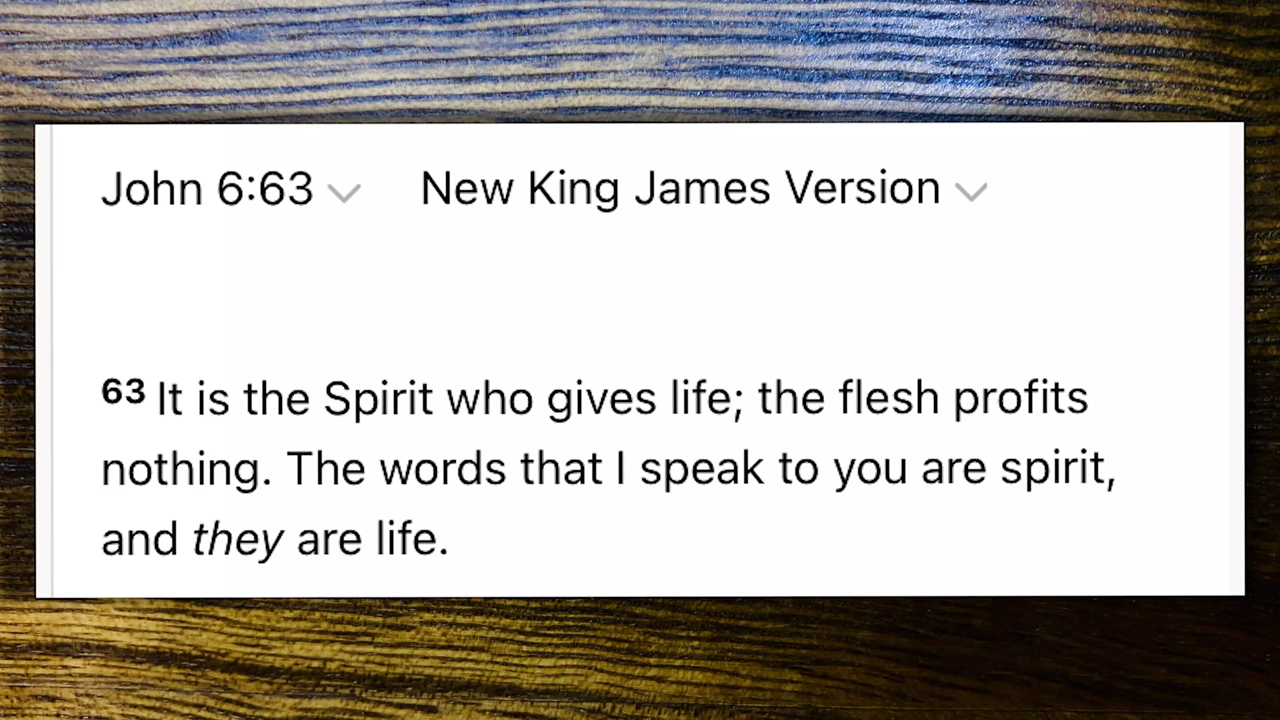 John 6:63 New King James Version
63 It is the Spirit who gives life; the flesh profits
nothing. The words that I speak to you are spirit,
and they are life.